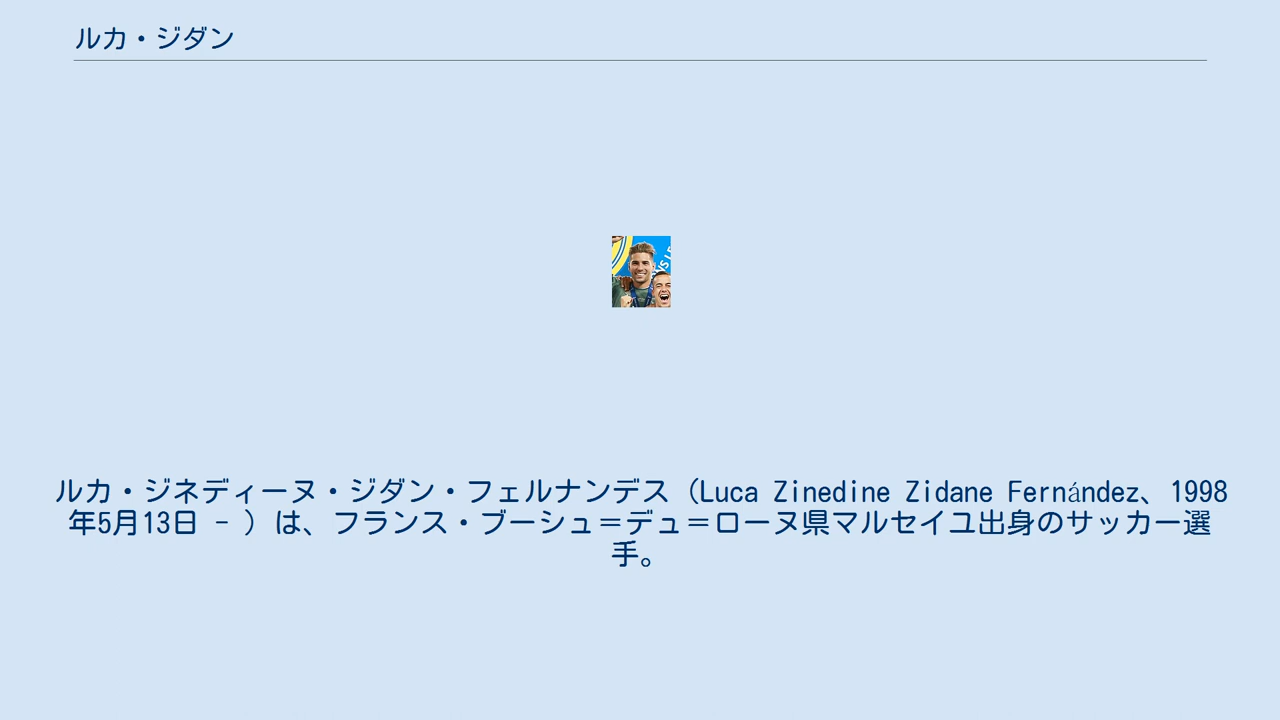 ルカ・ジダン
ルカ・ジネディーヌ・ジダン・フェルナンデス（Luca Zinedine Zidane Fernández、1998
年5月13日 - ）は、フランス・ブーシュ＝デュ＝ローヌ県マルセイユ出身のサッカー選
手。